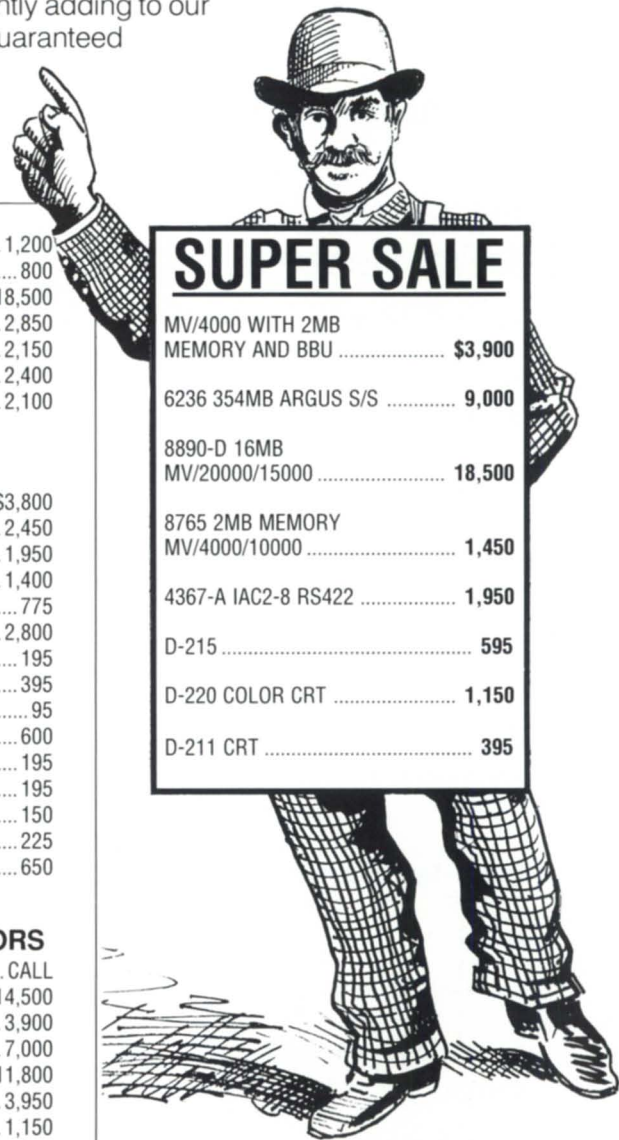 ntly adding to our
uaranteed
1,200
800
18,500
2,850
2,150
2,400
2,100
$3,800
2,450
1,950
1,400
775
2,800
195
395
95
600
195
195
150
225
650
ORS
CALL
14,500
3,900
7,000
11,800
3,950
1,150
SUPER SALE
MV/4000 WITH 2MB
MEMORY AND BBU .................... $3,900
6236 354MB ARGUS S/S ............. 9,000
8890-D 16MB
MV/20000/15000 ........................ 18,500
8765 2MB MEMORY
MV/4000/10000 ............................ 1,450
4367-A IAC2-8 RS422 .................. 1,950
D-215 ................................................ 595
D-220 COLOR CRT ....................... 1,150
D-211 CRT ........................................ 395